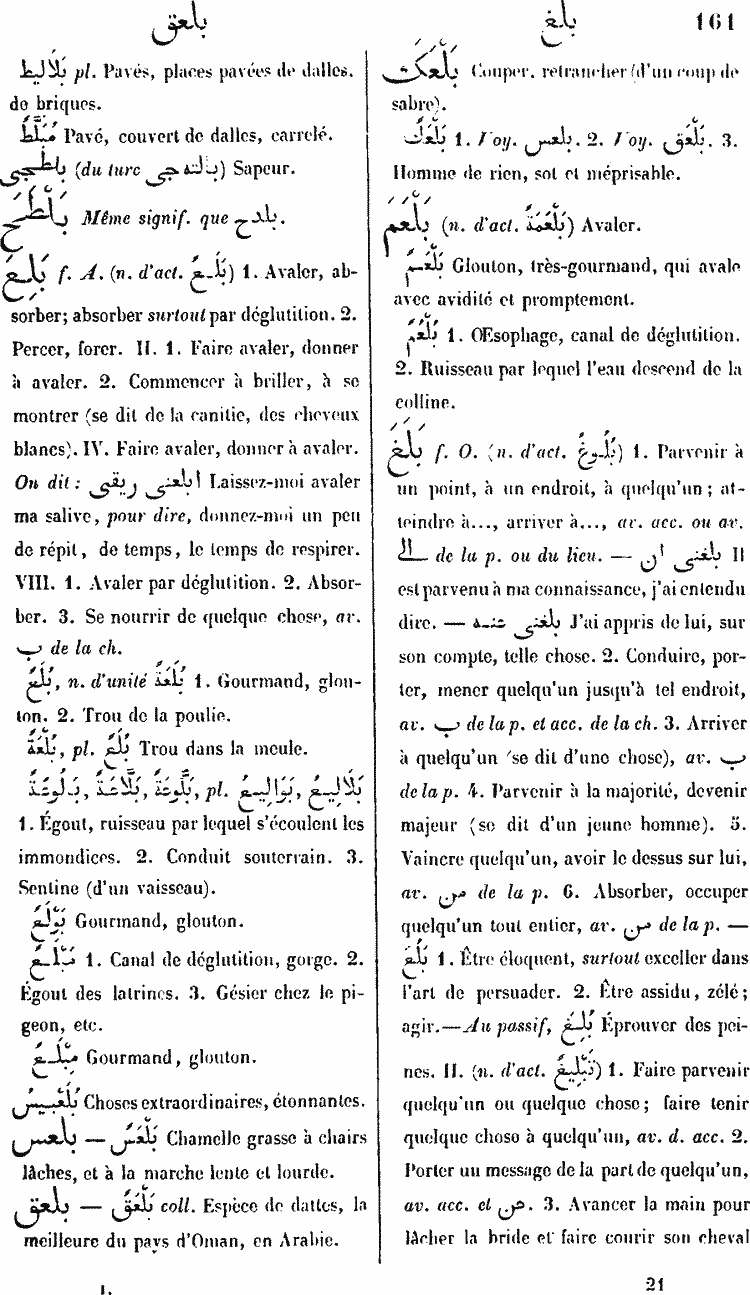 بلعق
بلغ 161
بَلَالِيط pl. Pavés, places pavées de dalles.
de briques.
مُبَلَّط Pavé, couvert de dalles, carrelé.
بلطجى (du turc بالته جى) Sapeur.
بَلْطَحَ Même signif. que بلدح.
بَلِعَ f. A. (n. d'act. بَلْع) 1. Avaler, ab-
sorber; absorber surtout par déglutition. 2.
Percer, forer. II. 1. Faire avaler, donner
à avaler. 2. Commencer à briller, à se
montrer (se dit de la canitie, des cheveux
blancs). IV. Faire avaler, donner à avaler.
On dit : ابلعنى ريقى Laissez-moi avaler
ma salive, pour dire, donnez-moi un peu
de répit, de temps, le temps de respirer.
VIII. 1. Avaler par déglutition. 2. Absor-
ber. 3. Se nourrir de quelque chose, av.
ب de la ch.
بُلَع, n. d'unité بُلَعَة 1. Gourmand, glou-
ton. 2. Trou de la poulie.
بُلْعَة, pl. بُلَع Trou dans la meule.
بَالُوعَة, بَلَّاعَة, بَلُّوعَة, pl. بَوَالِيع, بَلَالِيع
1. Égout, ruisseau par lequel s'écoulent les
immondices. 2. Conduit souterrain. 3.
Sentine (d'un vaisseau).
بَوْلَع Gourmand, glouton.
مَبْلَع 1. Canal de déglutition, gorge. 2.
Égout des latrines. 3. Gésier chez le pi-
geon, etc.
مِبْلَع Gourmand, glouton.
بُلَعْبِيس Choses extraordinaires, étonnantes.
بلعس — بَلْعَس Chamelle grasse à chairs
lâches, et à la marche lente et lourde.
بلعق — بَلْعَق coll. Espèce de dattes, la
meilleure du pays d'Oman, en Arabie.
I.
بَلْعَكَ Couper, retrancher (d'un coup de
sabre).
بَلْعَك 1. Voy. بلعس. 2. Voy. بَلْعَق. 3.
Homme de rien, sot et méprisable.
بَلْعَمَ (n. d'act. بَلْعَمَة) Avaler.
بَلْعَم Glouton, très-gourmand, qui avale
avec avidité et promptement.
بُلْعُم 1. Œsophage, canal de déglutition.
2. Ruisseau par lequel l'eau descend de la
colline.
بَلَغَ f. O. (n. d'act. بُلُوغ) 1. Parvenir à
un point, à un endroit, à quelqu'un; at-
teindre à..., arriver à..., av. acc. ou av.
الى de la p. ou du lieu. — بلغنى ان Il
est parvenu à ma connaissance, j'ai entendu
dire. — بلغنى عنه J'ai appris de lui, sur
son compte, telle chose. 2. Conduire, por-
ter, mener quelqu'un jusqu'à tel endroit,
av. ب de la p. et acc. de la ch. 3. Arriver
à quelqu'un (se dit d'une chose), av. ب
de la p. 4. Parvenir à la majorité, devenir
majeur (se dit d'un jeune homme). 5.
Vaincre quelqu'un, avoir le dessus sur lui,
av. من de la p. 6. Absorber, occuper
quelqu'un tout entier, av. من de la p. —
بَلُغَ 1. Être éloquent, surtout exceller dans
l'art de persuader. 2. Être assidu, zélé;
agir.—Au passif, بُلِغَ Éprouver des pei-
nes. II. (n. d'act. تَبْلِيغ) 1. Faire parvenir
quelqu'un ou quelque chose; faire tenir
quelque chose à quelqu'un, av. d. acc. 2.
Porter un message de la part de quelqu'un,
av. acc. et من. 3. Avancer la main pour
lâcher la bride et faire courir son cheval
21